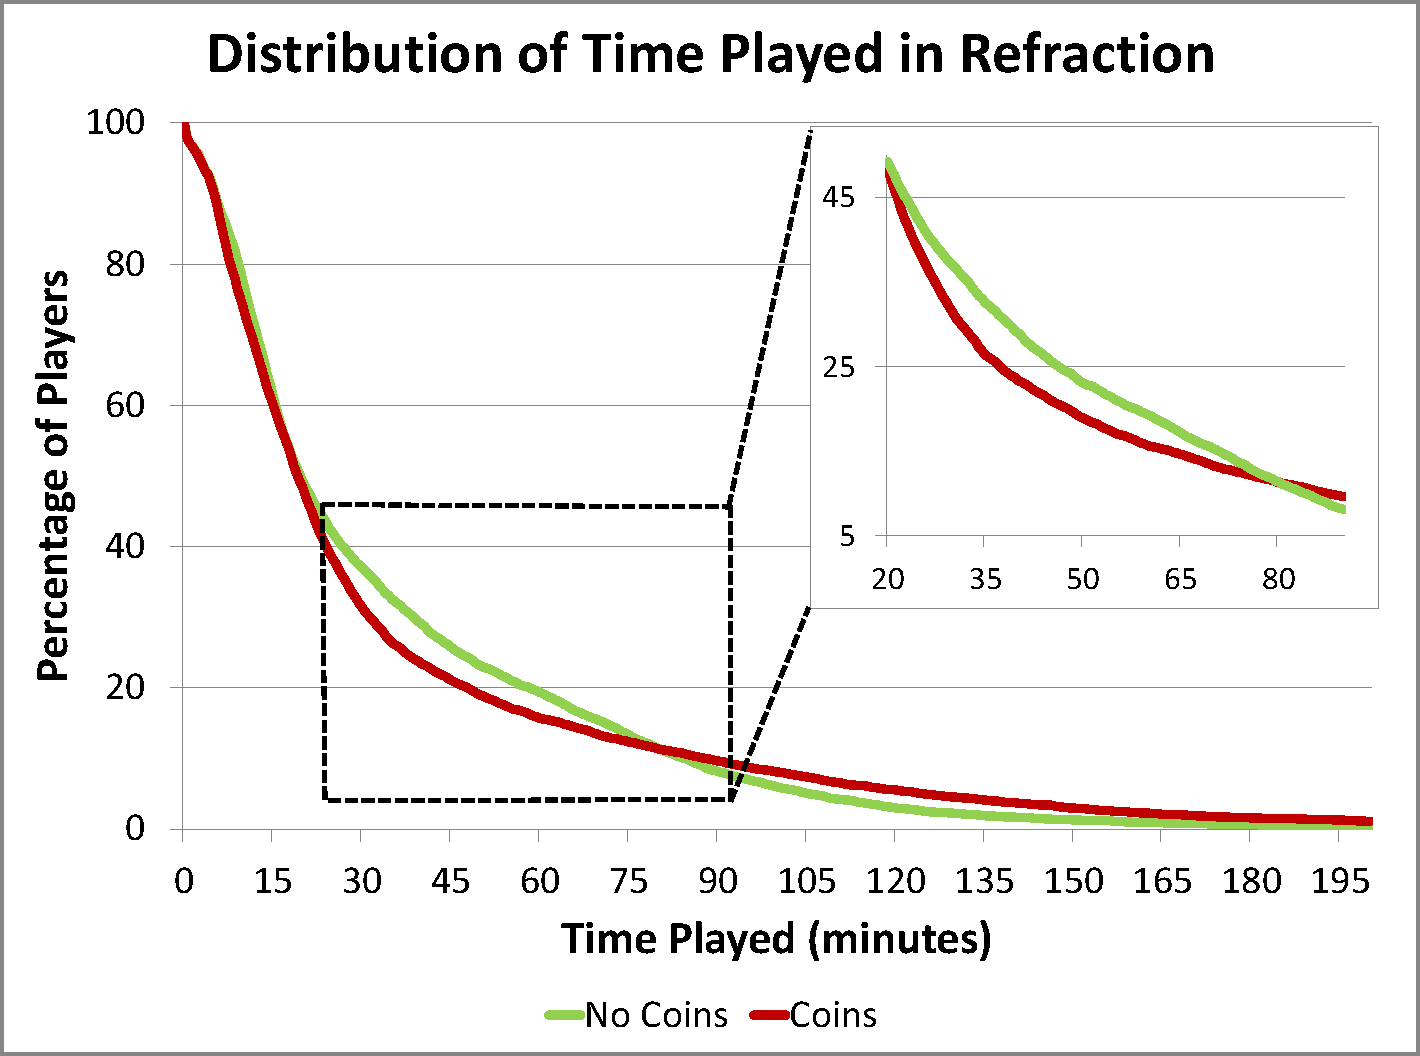 Distribution of Time Played in Refraction
Percentage of Players
100
80
60
40
20
0
0 15 30 45 60 75 90 105 120 135 150 165 180 195
Time Played (minutes)
45
25
5
20 35 50 65 80
No Coins Coins